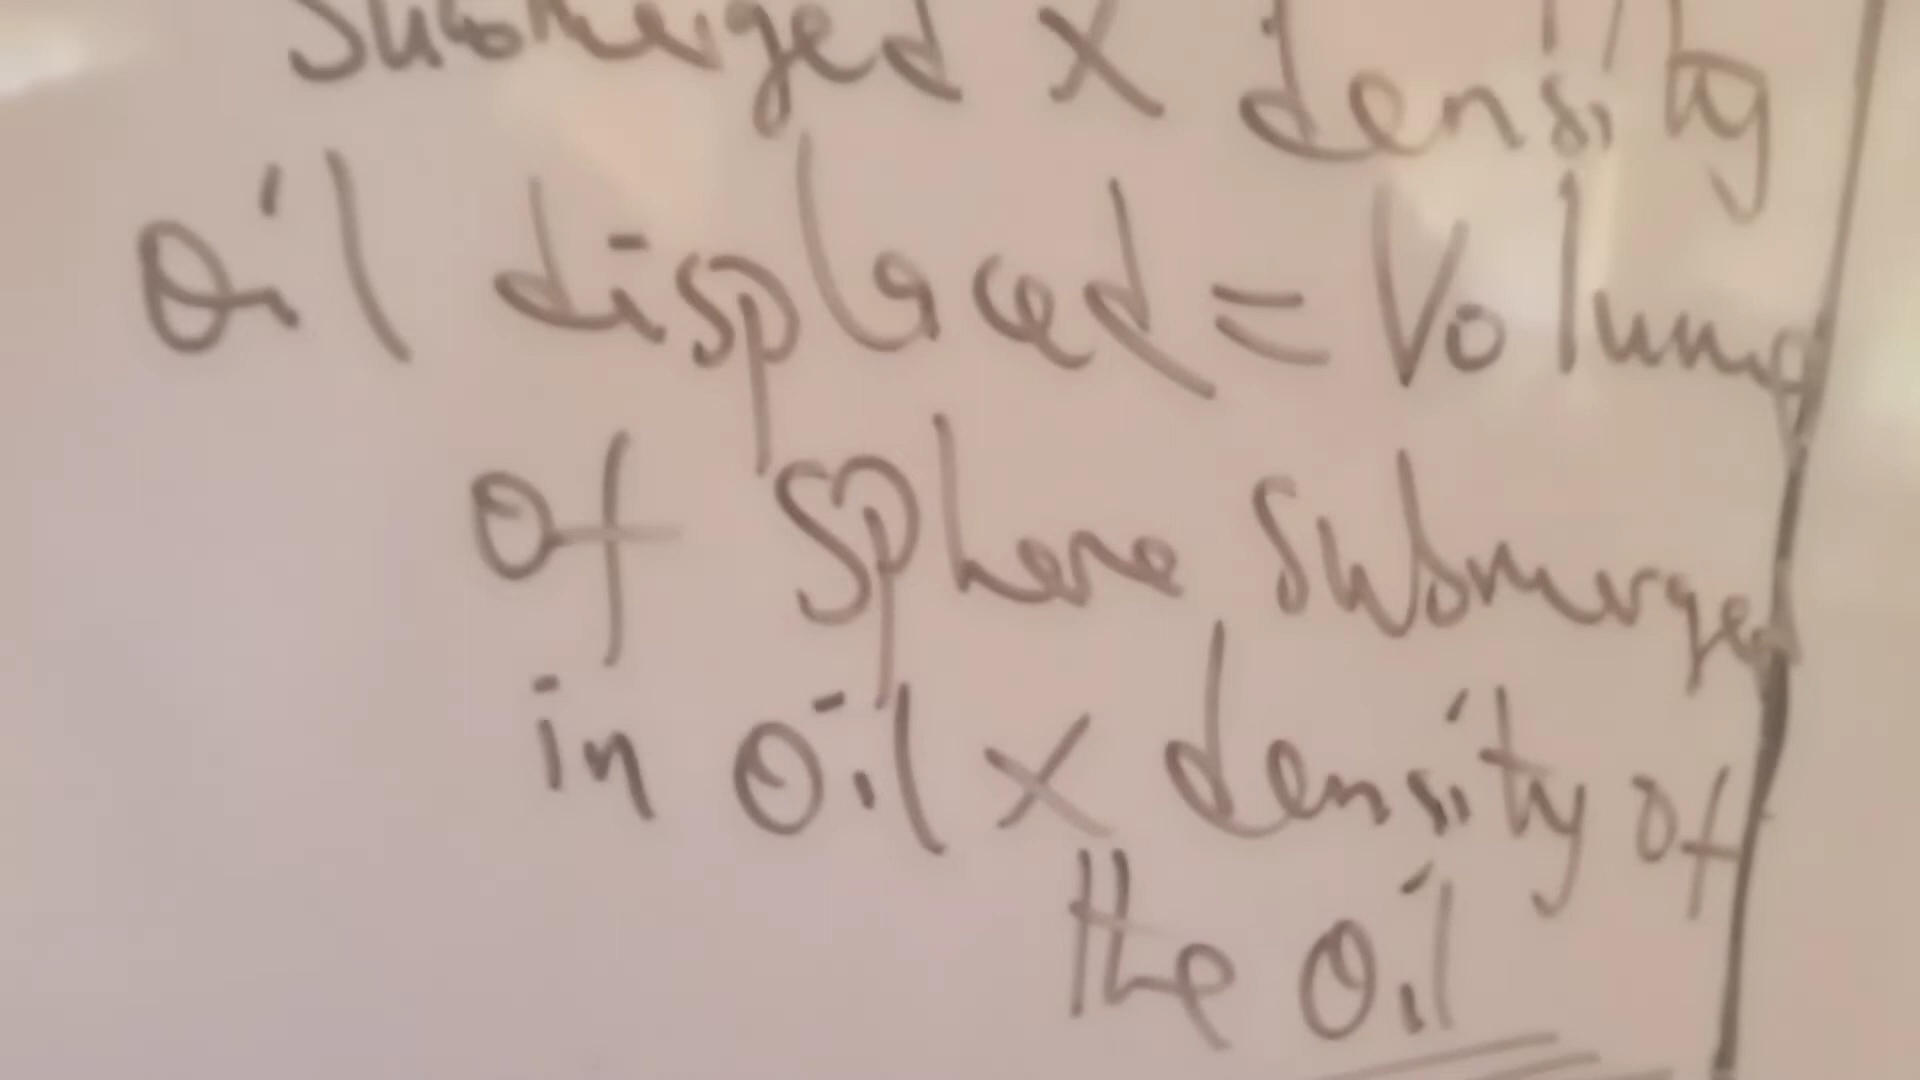 Submerged x density
Oil displaced = Volume
of Sphere Submerged
in Oil x density of
the Oil